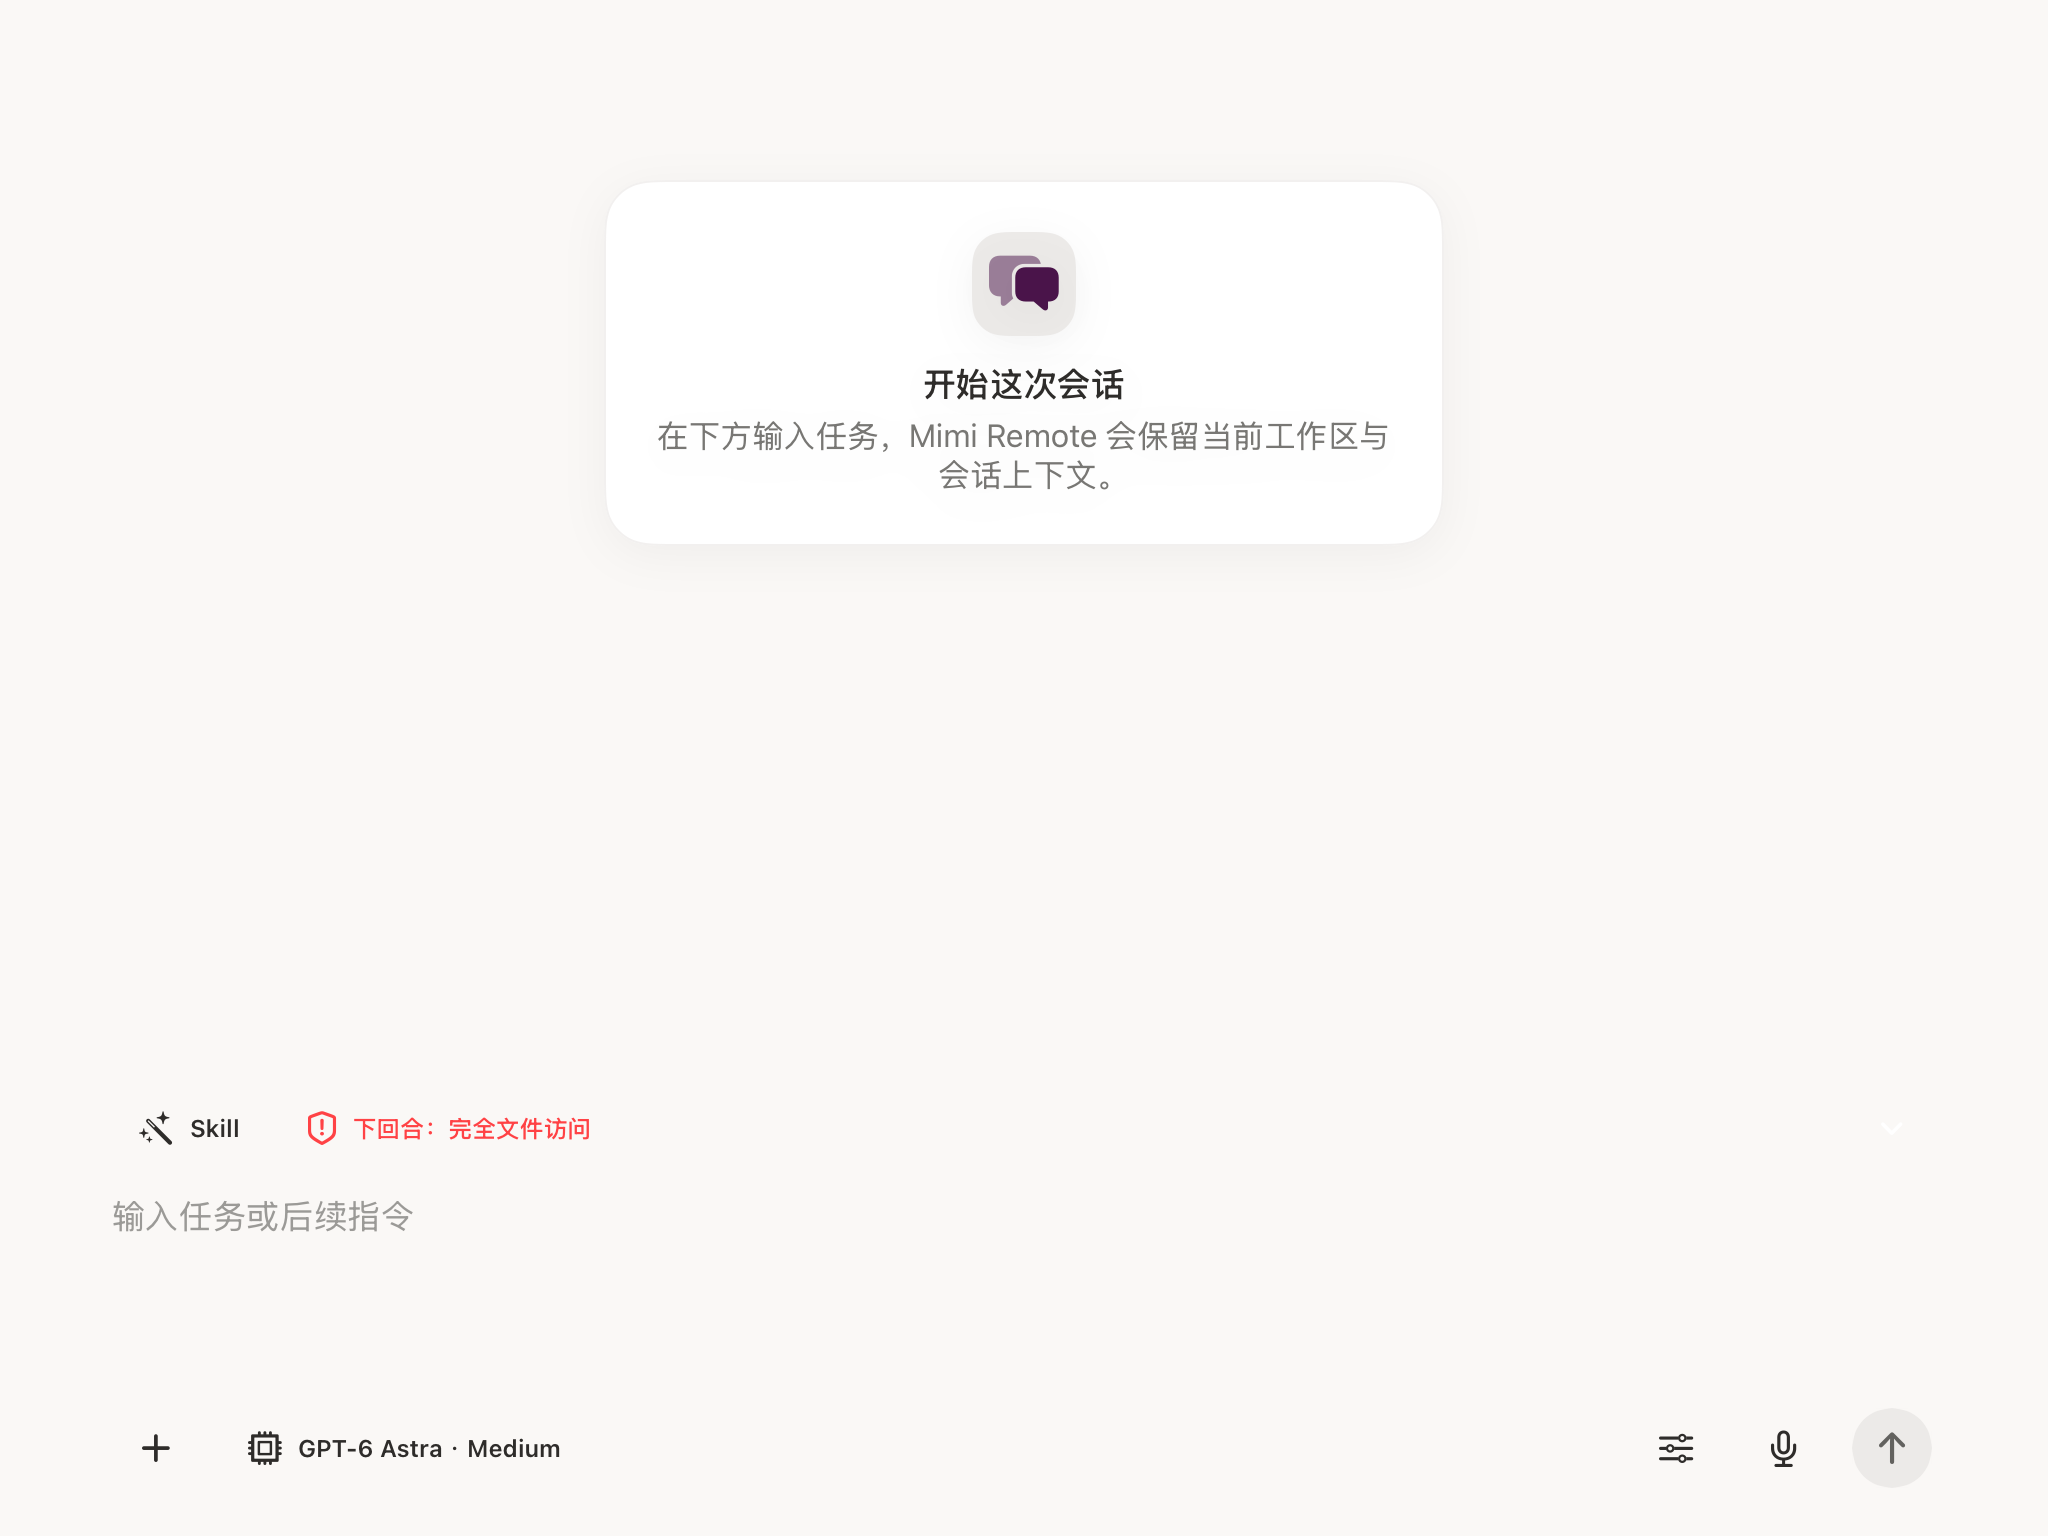 开始这次会话
在下方输入任务，Mimi Remote 会保留当前工作区与
会话上下文。
Skill
下回合：完全文件访问
输入任务或后续指令
GPT-6 Astra · Medium